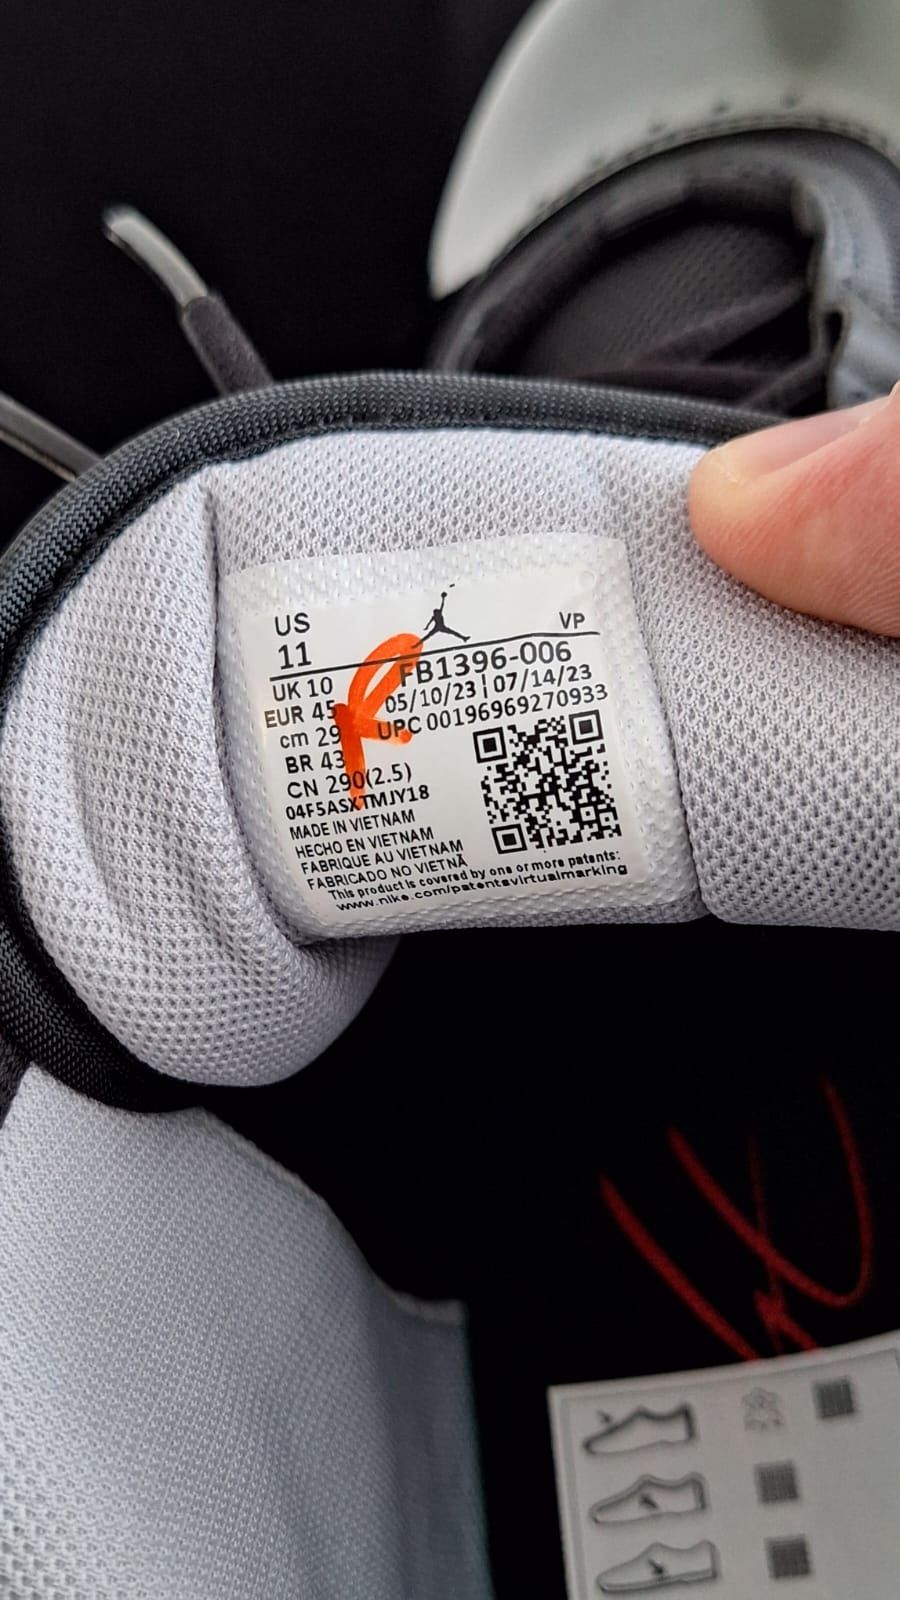 US
11
VP
UK 10
EUR 45
cm 29
BR 43
CN 290(2.5)
FB1396-006
05/10/23 | 07/14/23
UPC 00196969270933
04F5ASXTMJY18
MADE IN VIETNAM
HECHO EN VIETNAM
FABRIQUE AU VIETNAM
FABRICADO NO VIETNÃ
This product is covered by one or more patents:
www.nike.com/patentsvirtualmarking